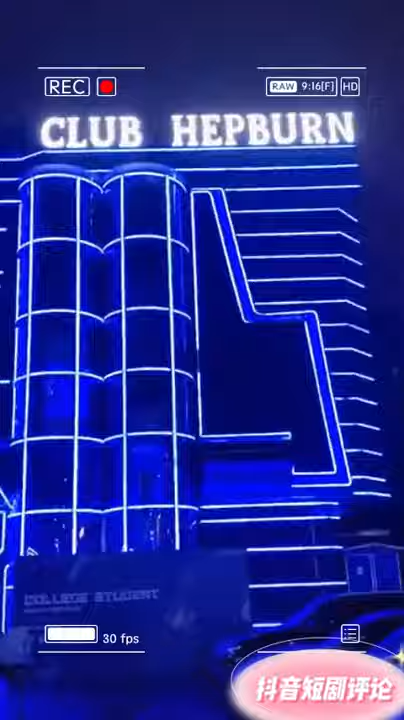 REC RAW 9:16[F] HD
CLUB HEPBURN
COLLEGE STUDENT
30 fps
抖音短剧评论